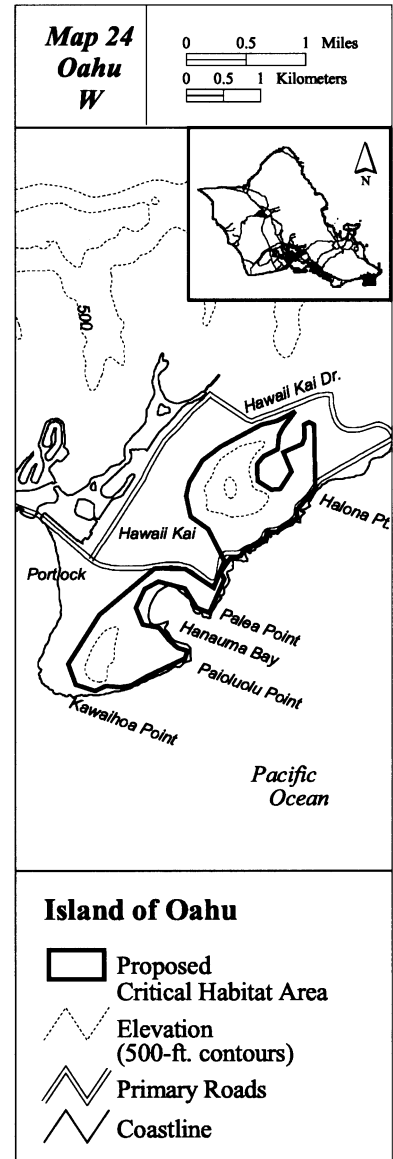 Map 24
Oahu
W
0 0.5 1 Miles
0 0.5 1 Kilometers
N
500
Hawaii Kai Dr.
Halona Pt.
Hawaii Kai
Portlock
Palea Point
Hanauma Bay
Paioluolu Point
Kawaihoa Point
Pacific
Ocean
Island of Oahu
Proposed
Critical Habitat Area
Elevation
(500-ft. contours)
Primary Roads
Coastline